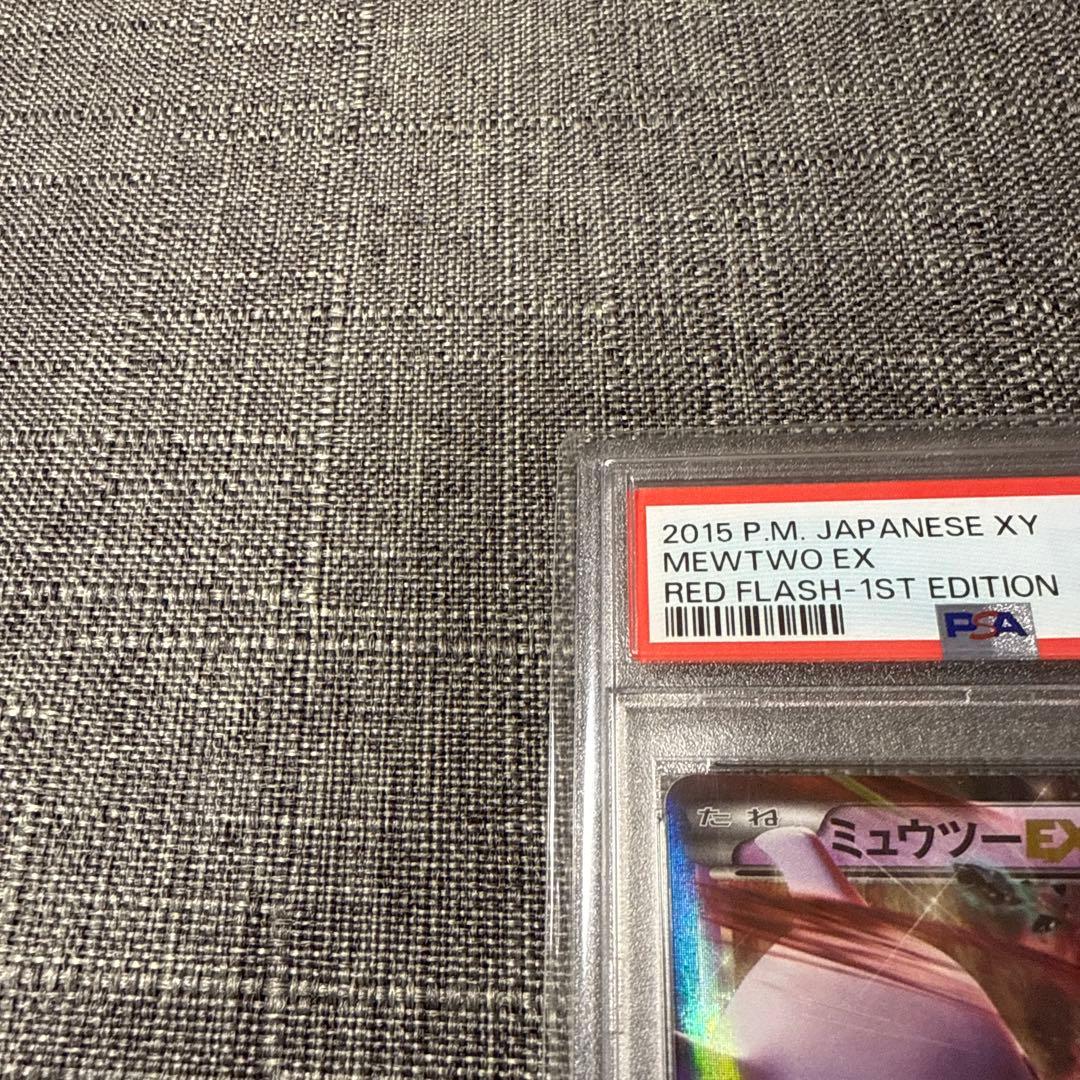 2015 P.M. JAPANESE XY
MEWTWO EX
RED FLASH-1ST EDITION
PSA
たね
ミュウツーEX